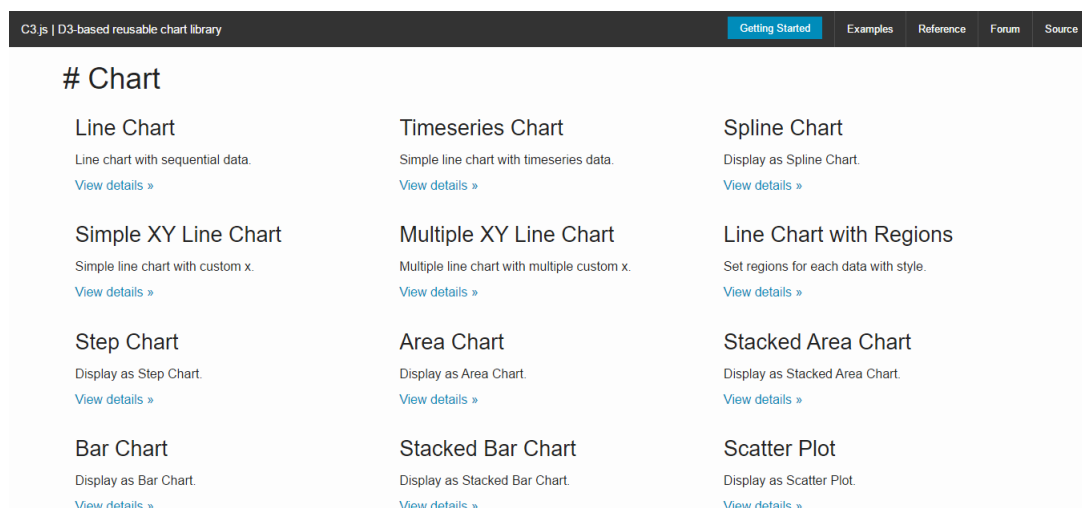 C3.js | D3-based reusable chart library
Getting Started
Examples
Reference
Forum
Source
# Chart
Line Chart
Line chart with sequential data.
View details »
Timeseries Chart
Simple line chart with timeseries data.
View details »
Spline Chart
Display as Spline Chart.
View details »
Simple XY Line Chart
Simple line chart with custom x.
View details »
Multiple XY Line Chart
Multiple line chart with multiple custom x.
View details »
Line Chart with Regions
Set regions for each data with style.
View details »
Step Chart
Display as Step Chart.
View details »
Area Chart
Display as Area Chart.
View details »
Stacked Area Chart
Display as Stacked Area Chart.
View details »
Bar Chart
Display as Bar Chart.
View details »
Stacked Bar Chart
Display as Stacked Bar Chart.
View details »
Scatter Plot
Display as Scatter Plot.
View details »